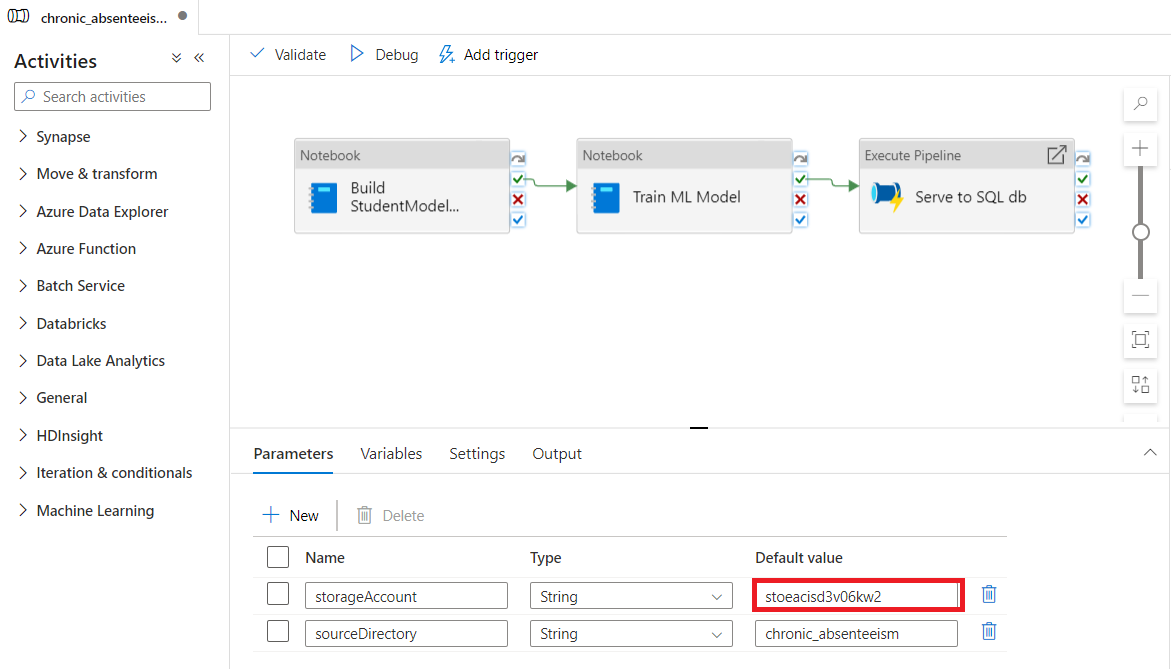 chronic_absenteeis...
Activities
Search activities
Synapse
Move & transform
Azure Data Explorer
Azure Function
Batch Service
Databricks
Data Lake Analytics
General
HDInsight
Iteration & conditionals
Machine Learning
Validate Debug Add trigger
Notebook
Build
StudentModel...
Notebook
Train ML Model
Execute Pipeline
Serve to SQL db
Parameters Variables Settings Output
New Delete
Name Type Default value
storageAccount String stoeacisd3v06kw2
sourceDirectory String chronic_absenteeism